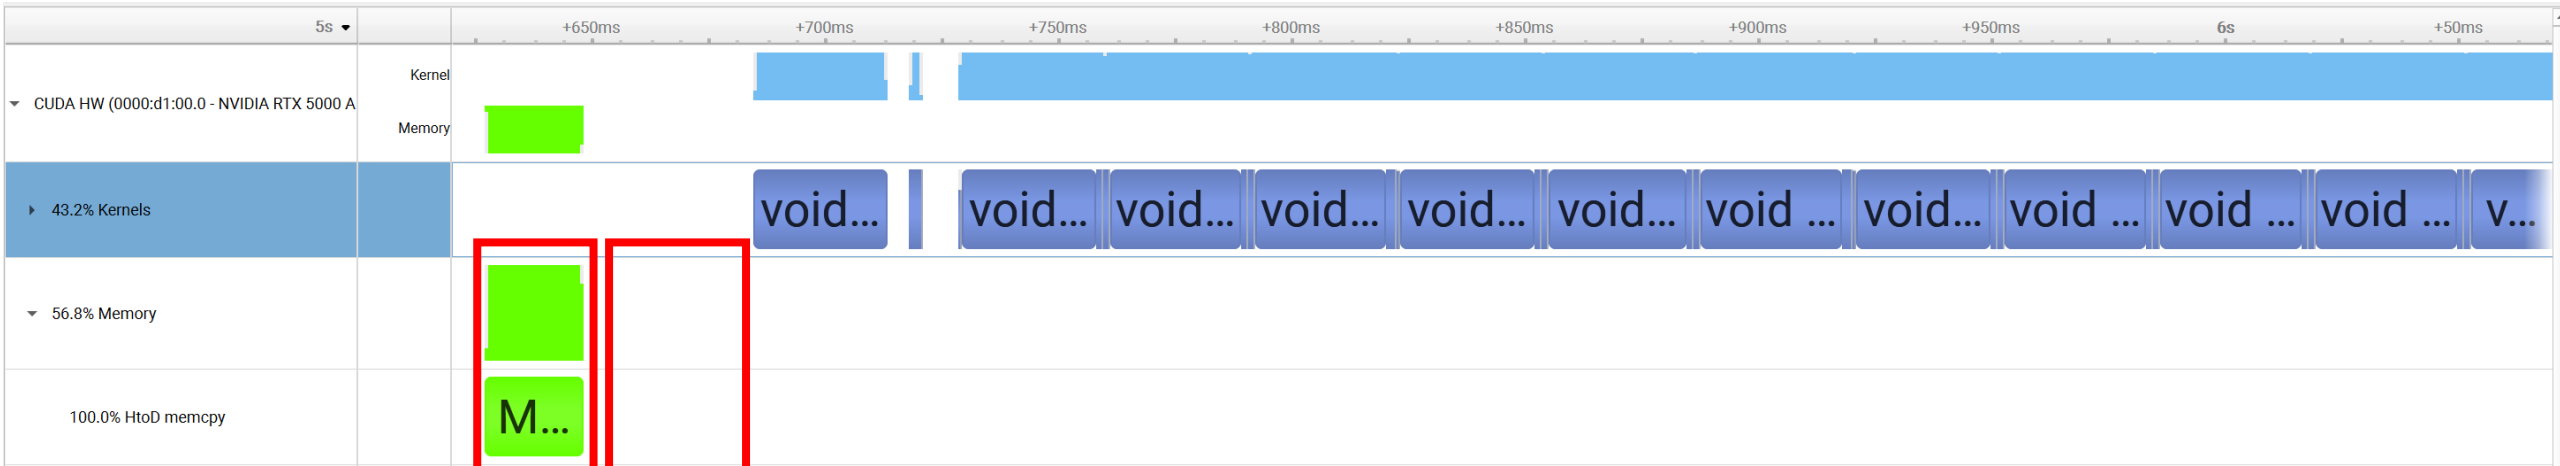 5s +650ms +700ms +750ms +800ms +850ms +900ms +950ms 6s +50ms
Kernel
CUDA HW (0000:d1:00.0 - NVIDIA RTX 5000 A
Memory
43.2% Kernels void... void... void... void... void... void... void ... void... void ... void ... void ... v...
56.8% Memory
100.0% HtoD memcpy M...